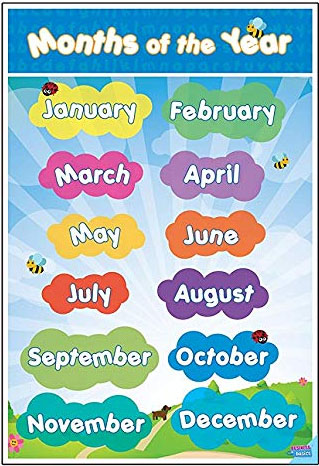 Months of the Year
January
February
March
April
May
June
July
August
September
October
November
December